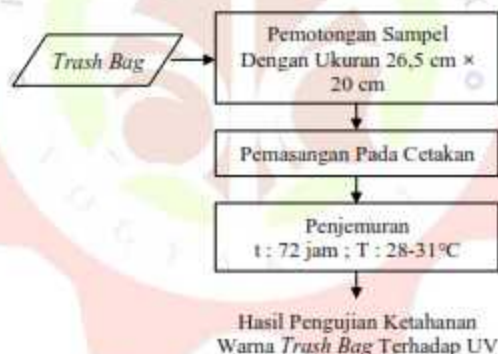 Trash Bag
Pemotongan Sampel
Dengan Ukuran 26,5 cm ×
20 cm
Pemasangan Pada Cetakan
Penjemuran
t : 72 jam ; T : 28-31°C
Hasil Pengujian Ketahanan
Warna Trash Bag Terhadap UV